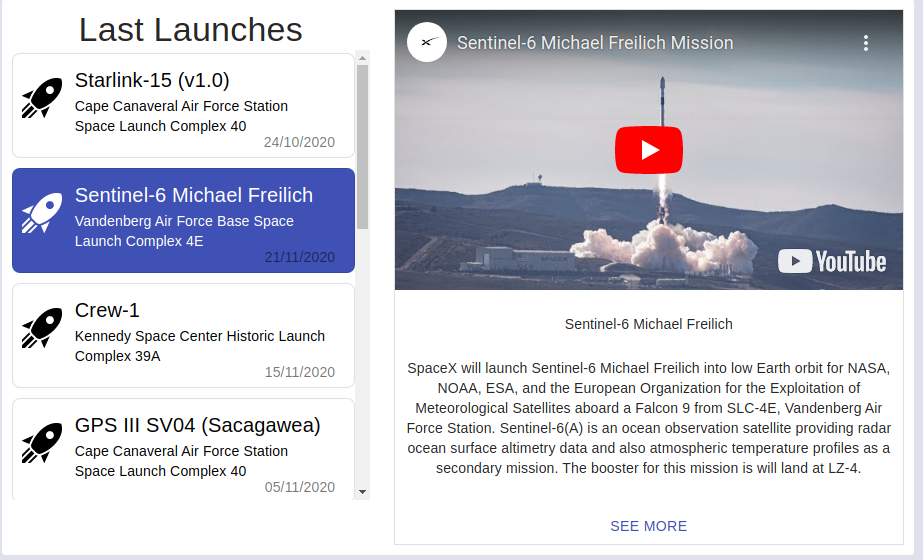 Last Launches
Starlink-15 (v1.0)
Cape Canaveral Air Force Station
Space Launch Complex 40
24/10/2020
Sentinel-6 Michael Freilich
Vandenberg Air Force Base Space
Launch Complex 4E
21/11/2020
Crew-1
Kennedy Space Center Historic Launch
Complex 39A
15/11/2020
GPS III SV04 (Sacagawea)
Cape Canaveral Air Force Station
Space Launch Complex 40
05/11/2020
Sentinel-6 Michael Freilich Mission
YouTube
Sentinel-6 Michael Freilich
SpaceX will launch Sentinel-6 Michael Freilich into low Earth orbit for NASA,
NOAA, ESA, and the European Organization for the Exploitation of
Meteorological Satellites aboard a Falcon 9 from SLC-4E, Vandenberg Air
Force Station. Sentinel-6(A) is an ocean observation satellite providing radar
ocean surface altimetry data and also atmospheric temperature profiles as a
secondary mission. The booster for this mission is will land at LZ-4.
SEE MORE